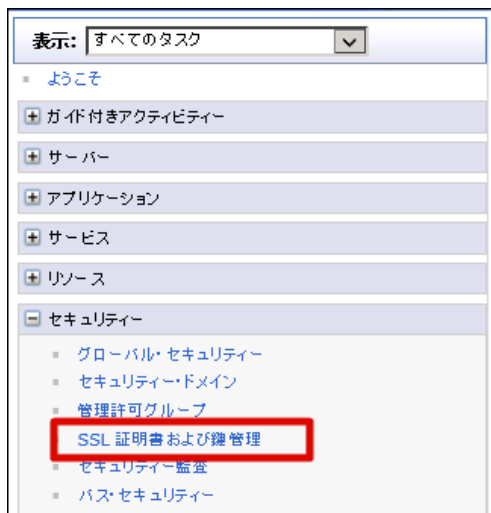 表示: すべてのタスク
ようこそ
ガイド付きアクティビティー
サーバー
アプリケーション
サービス
リソース
セキュリティー
グローバル・セキュリティー
セキュリティー・ドメイン
管理許可グループ
SSL 証明書および鍵管理
セキュリティー監査
バス・セキュリティー